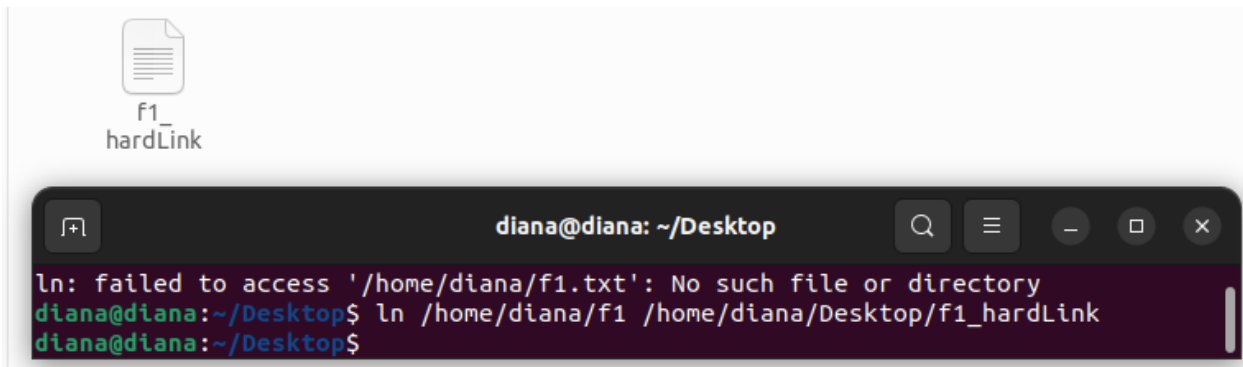 f1_
hardLink
diana@diana: ~/Desktop
ln: failed to access '/home/diana/f1.txt': No such file or directory
diana@diana:~/Desktop$ ln /home/diana/f1 /home/diana/Desktop/f1_hardLink
diana@diana:~/Desktop$